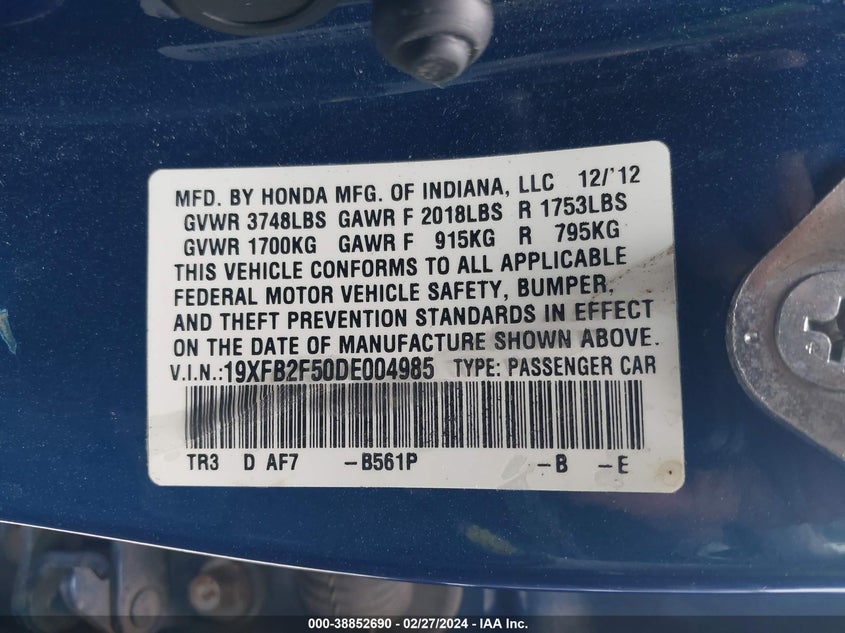 MFD. BY HONDA MFG. OF INDIANA, LLC 12/'12
GVWR 3748LBS GAWR F 2018LBS R 1753LBS
GVWR 1700KG GAWR F 915KG R 795KG
THIS VEHICLE CONFORMS TO ALL APPLICABLE
FEDERAL MOTOR VEHICLE SAFETY, BUMPER,
AND THEFT PREVENTION STANDARDS IN EFFECT
ON THE DATE OF MANUFACTURE SHOWN ABOVE.
V.I.N.:19XFB2F50DE004985 TYPE: PASSENGER CAR
TR3 D AF7 -B561P -B -E
000-38852690 - 02/27/2024 - IAA Inc.